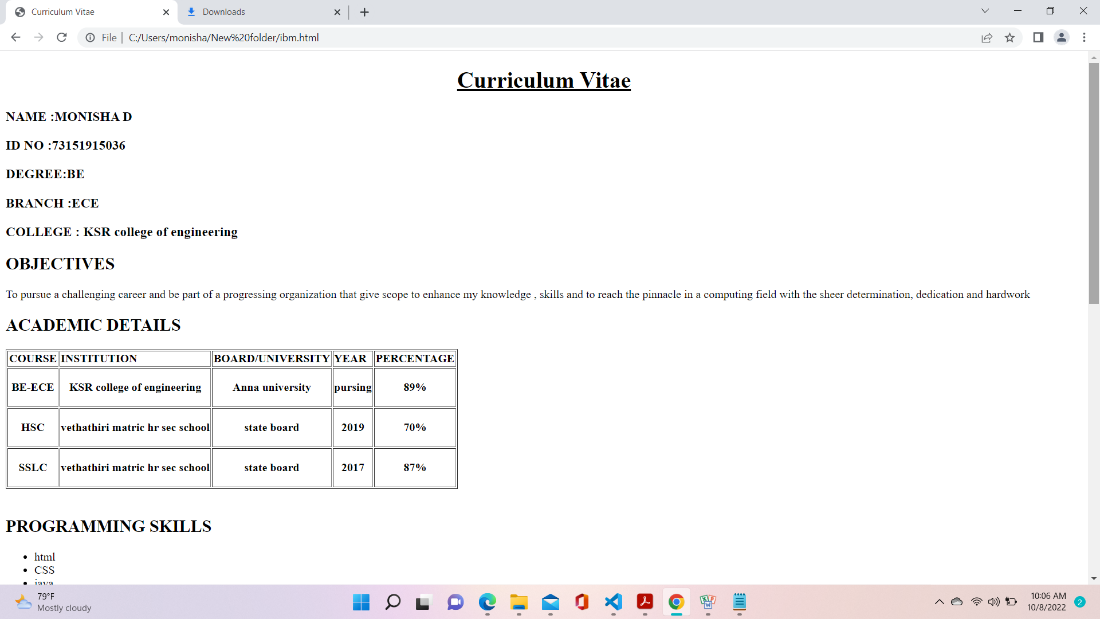 Curriculum Vitae
Downloads
File | C:/Users/monisha/New%20folder/ibm.html
Curriculum Vitae
NAME :MONISHA D
ID NO :73151915036
DEGREE:BE
BRANCH :ECE
COLLEGE : KSR college of engineering
OBJECTIVES
To pursue a challenging career and be part of a progressing organization that give scope to enhance my knowledge , skills and to reach the pinnacle in a computing field with the sheer determination, dedication and hardwork
ACADEMIC DETAILS
COURSE INSTITUTION BOARD/UNIVERSITY YEAR PERCENTAGE
BE-ECE KSR college of engineering Anna university pursing 89%
HSC vethathiri matric hr sec school state board 2019 70%
SSLC vethathiri matric hr sec school state board 2017 87%
PROGRAMMING SKILLS
html
CSS
java
79°F
Mostly cloudy
10:06 AM
10/8/2022
2